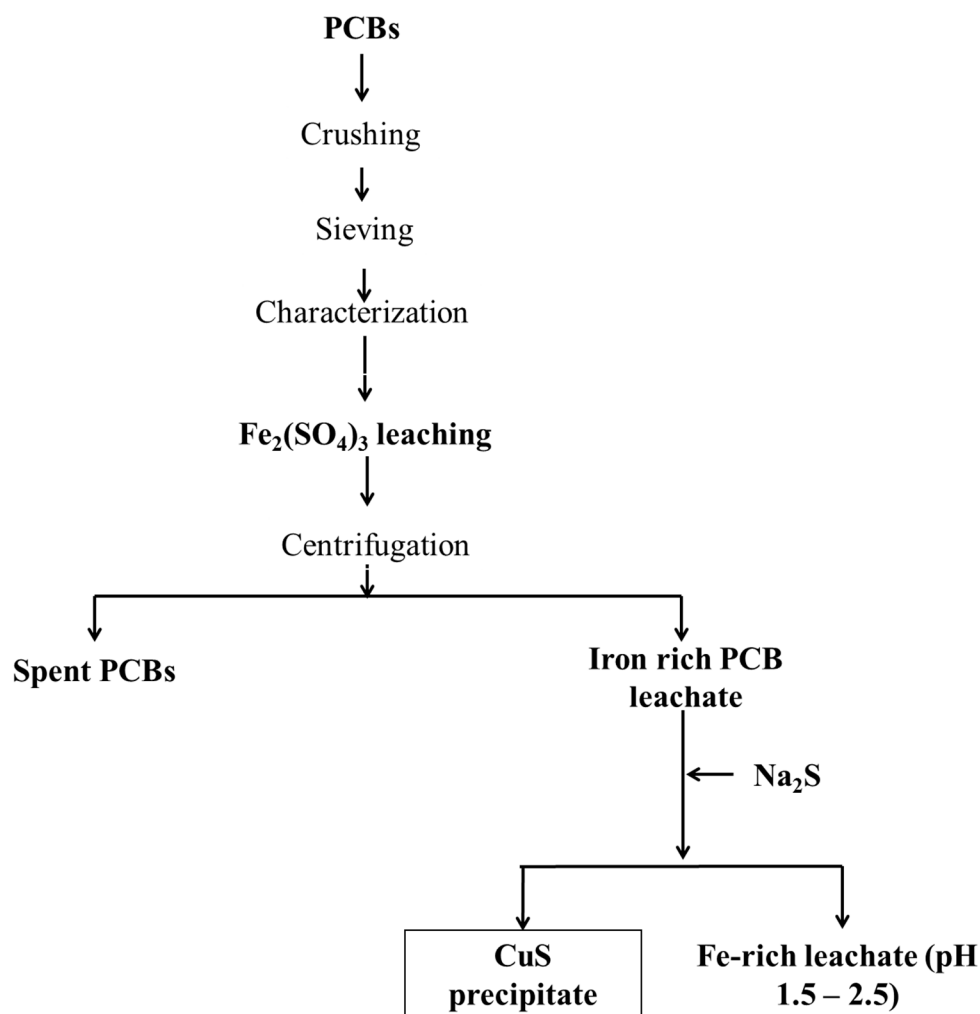 PCBs
Crushing
Sieving
Characterization
Fe₂(SO₄)₃ leaching
Centrifugation
Spent PCBs
Iron rich PCB
leachate
Na₂S
CuS
precipitate
Fe-rich leachate (pH
1.5 – 2.5)